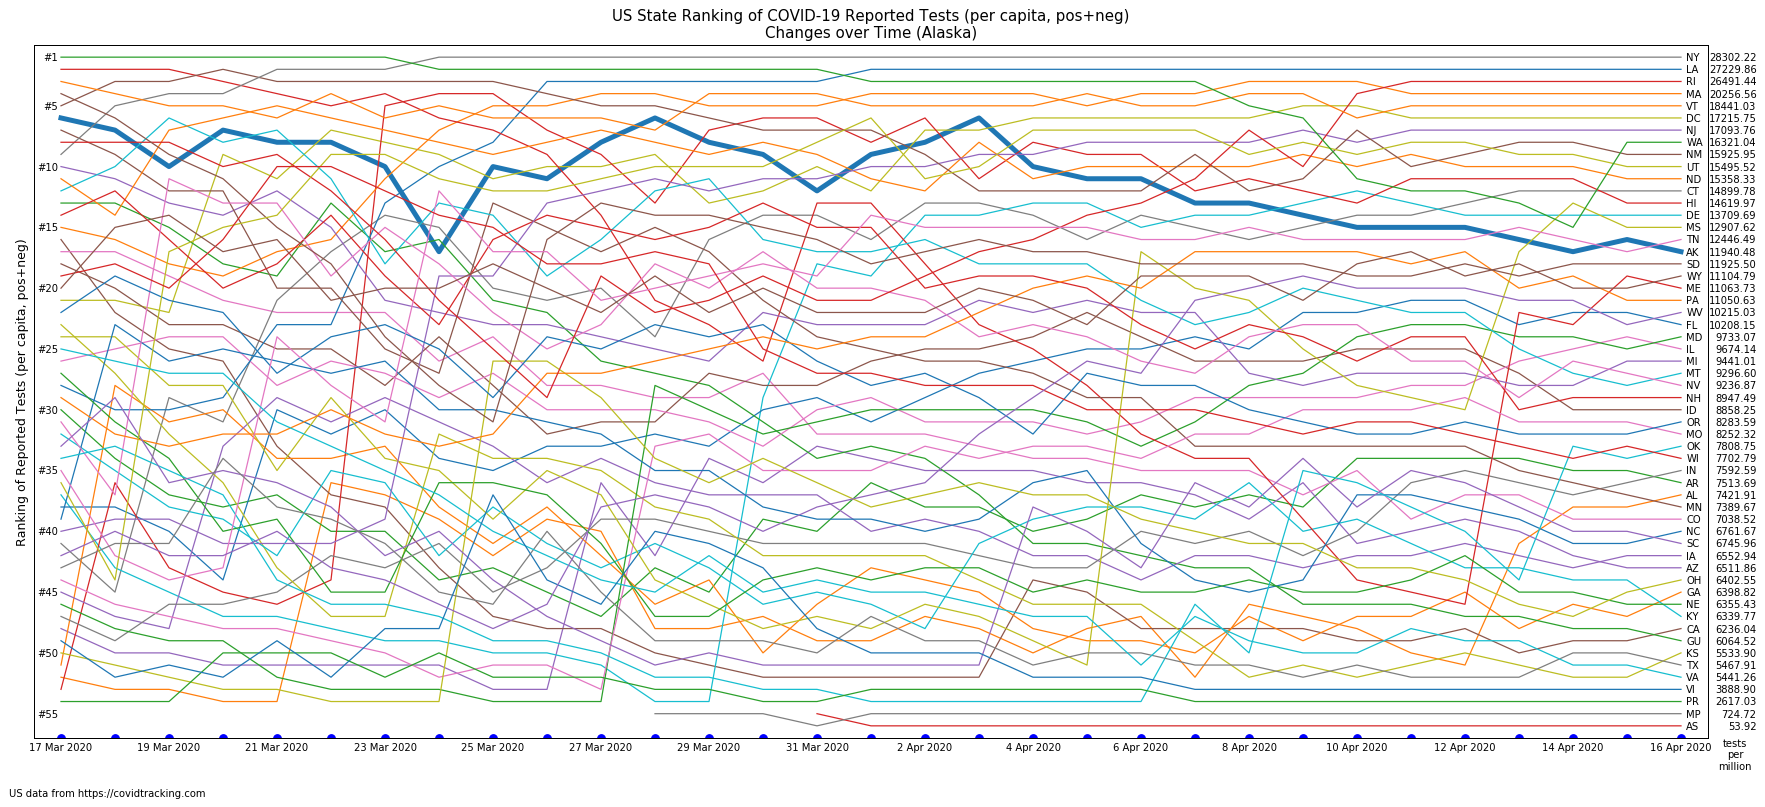 US State Ranking of COVID-19 Reported Tests (per capita, pos+neg)
Changes over Time (Alaska)
Ranking of Reported Tests (per capita, pos+neg)
#1
#5
#10
#15
#20
#25
#30
#35
#40
#45
#50
#55
NY 28302.22
LA 27229.86
RI 26491.44
MA 20256.56
VT 18441.03
DC 17215.75
NJ 17093.76
WA 16321.04
NM 15925.95
UT 15495.52
ND 15358.33
CT 14899.78
HI 14619.97
DE 13709.69
MS 12907.62
TN 12446.49
AK 11940.48
SD 11925.50
WY 11104.79
ME 11063.73
PA 11050.63
WV 10215.03
FL 10208.15
MD 9733.07
IL 9674.14
MI 9441.01
MT 9296.60
NV 9236.87
NH 8947.49
ID 8858.25
OR 8283.59
MO 8252.32
OK 7808.75
WI 7702.79
IN 7592.59
AR 7513.69
AL 7421.91
MN 7389.67
CO 7038.52
NC 6761.67
SC 6745.96
IA 6552.94
AZ 6511.86
OH 6402.55
GA 6398.82
NE 6355.43
KY 6339.77
CA 6236.04
GU 6064.52
KS 5533.90
TX 5467.91
VA 5441.26
VI 3888.90
PR 2617.03
MP 724.72
AS 53.92
17 Mar 2020 19 Mar 2020 21 Mar 2020 23 Mar 2020 25 Mar 2020 27 Mar 2020 29 Mar 2020 31 Mar 2020 2 Apr 2020 4 Apr 2020 6 Apr 2020 8 Apr 2020 10 Apr 2020 12 Apr 2020 14 Apr 2020 16 Apr 2020
tests
per
million
US data from https://covidtracking.com